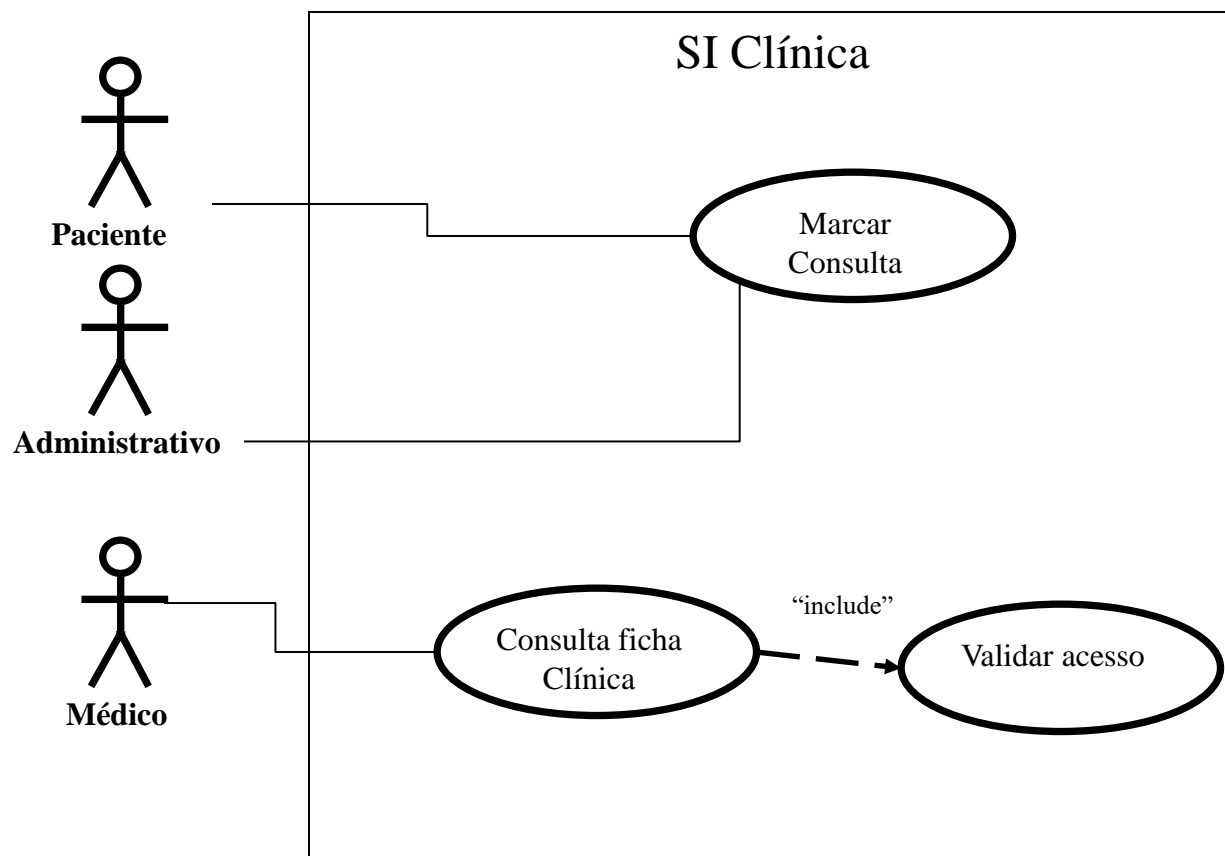 SI Clínica
Paciente
Marcar
Consulta
Administrativo
Médico
Consulta ficha
Clínica
“include”
Validar acesso